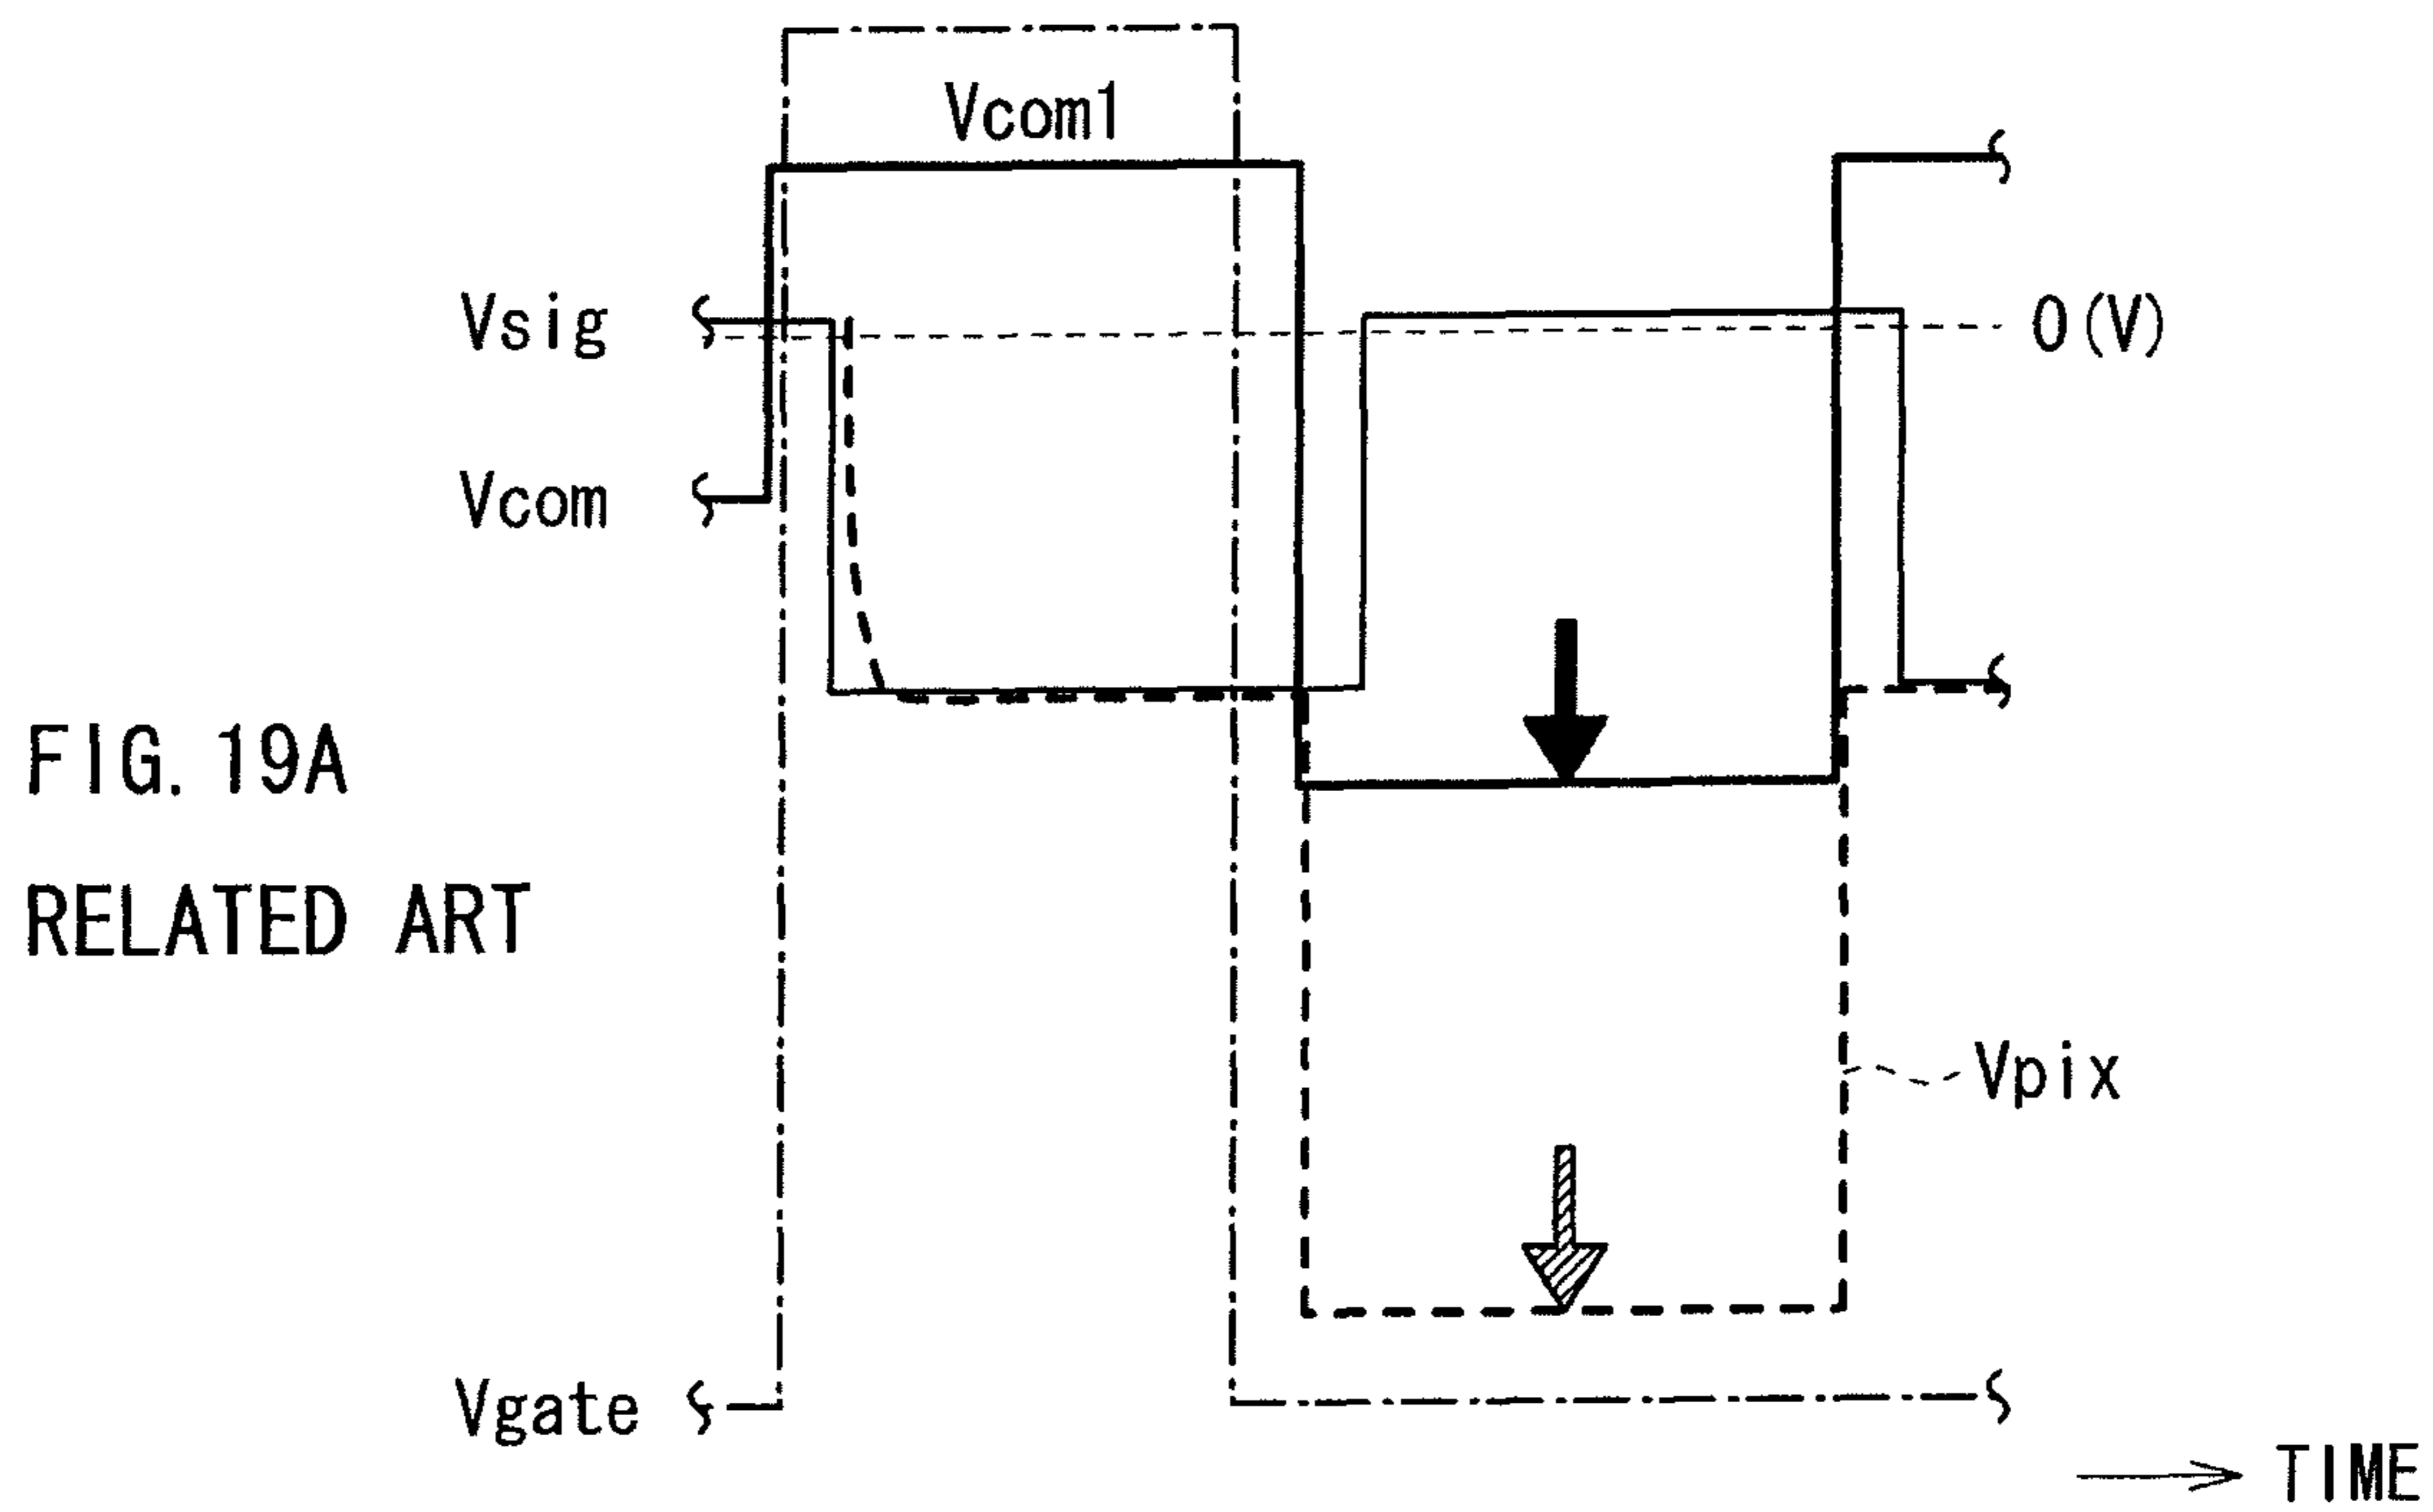 Vcom1
Vsig
0(V)
Vcom
FIG. 19A
RELATED ART
Vpix
Vgate
TIME